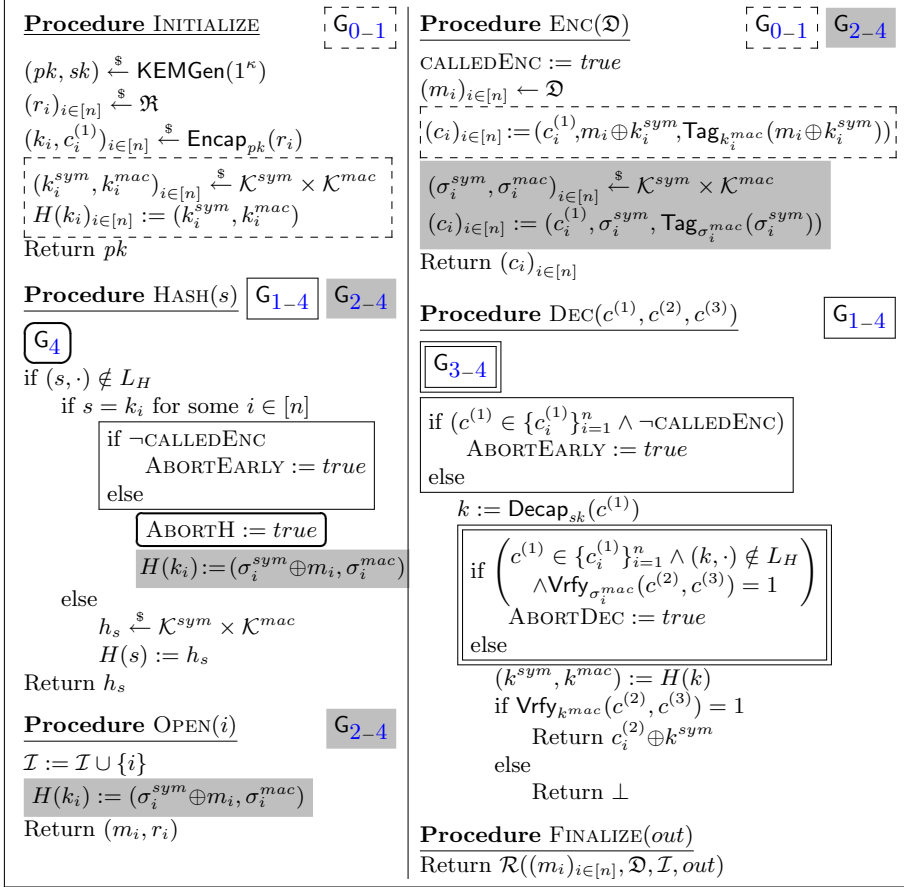 Procedure INITIALIZE G0–1
(pk, sk) ←$ KEMGen(1^κ)
(r_i)_{i∈[n]} ←$ ℜ
(k_i, c_i^{(1)})_{i∈[n]} ←$ Encap_{pk}(r_i)
(k_i^{sym}, k_i^{mac})_{i∈[n]} ←$ K^{sym} × K^{mac}
H(k_i)_{i∈[n]} := (k_i^{sym}, k_i^{mac})
Return pk
Procedure HASH(s) G1–4 G2–4
G4
if (s, ·) ∉ L_H
if s = k_i for some i ∈ [n]
if ¬CALLEDENC
ABORTEARLY := true
else
ABORTH := true
H(k_i):=(σ_i^{sym}⊕m_i, σ_i^{mac})
else
h_s ←$ K^{sym} × K^{mac}
H(s) := h_s
Return h_s
Procedure OPEN(i) G2–4
I := I ∪ {i}
H(k_i) := (σ_i^{sym}⊕m_i, σ_i^{mac})
Return (m_i, r_i)
Procedure ENC(𝔇) G0–1 G2–4
CALLEDENC := true
(m_i)_{i∈[n]} ← 𝔇
(c_i)_{i∈[n]}:=(c_i^{(1)},m_i⊕k_i^{sym},Tag_{k_i^{mac}}(m_i⊕k_i^{sym}))
(σ_i^{sym}, σ_i^{mac})_{i∈[n]} ←$ K^{sym} × K^{mac}
(c_i)_{i∈[n]} := (c_i^{(1)}, σ_i^{sym}, Tag_{σ_i^{mac}}(σ_i^{sym}))
Return (c_i)_{i∈[n]}
Procedure DEC(c^{(1)}, c^{(2)}, c^{(3)}) G1–4
G3–4
if (c^{(1)} ∈ {c_i^{(1)}}_{i=1}^n ∧ ¬CALLEDENC)
ABORTEARLY := true
else
k := Decap_{sk}(c^{(1)})
if (c^{(1)} ∈ {c_i^{(1)}}_{i=1}^n ∧ (k, ·) ∉ L_H
∧Vrfy_{σ_i^{mac}}(c^{(2)}, c^{(3)}) = 1)
ABORTDEC := true
else
(k^{sym}, k^{mac}) := H(k)
if Vrfy_{k^{mac}}(c^{(2)}, c^{(3)}) = 1
Return c_i^{(2)}⊕k^{sym}
else
Return ⊥
Procedure FINALIZE(out)
Return R((m_i)_{i∈[n]}, 𝔇, I, out)